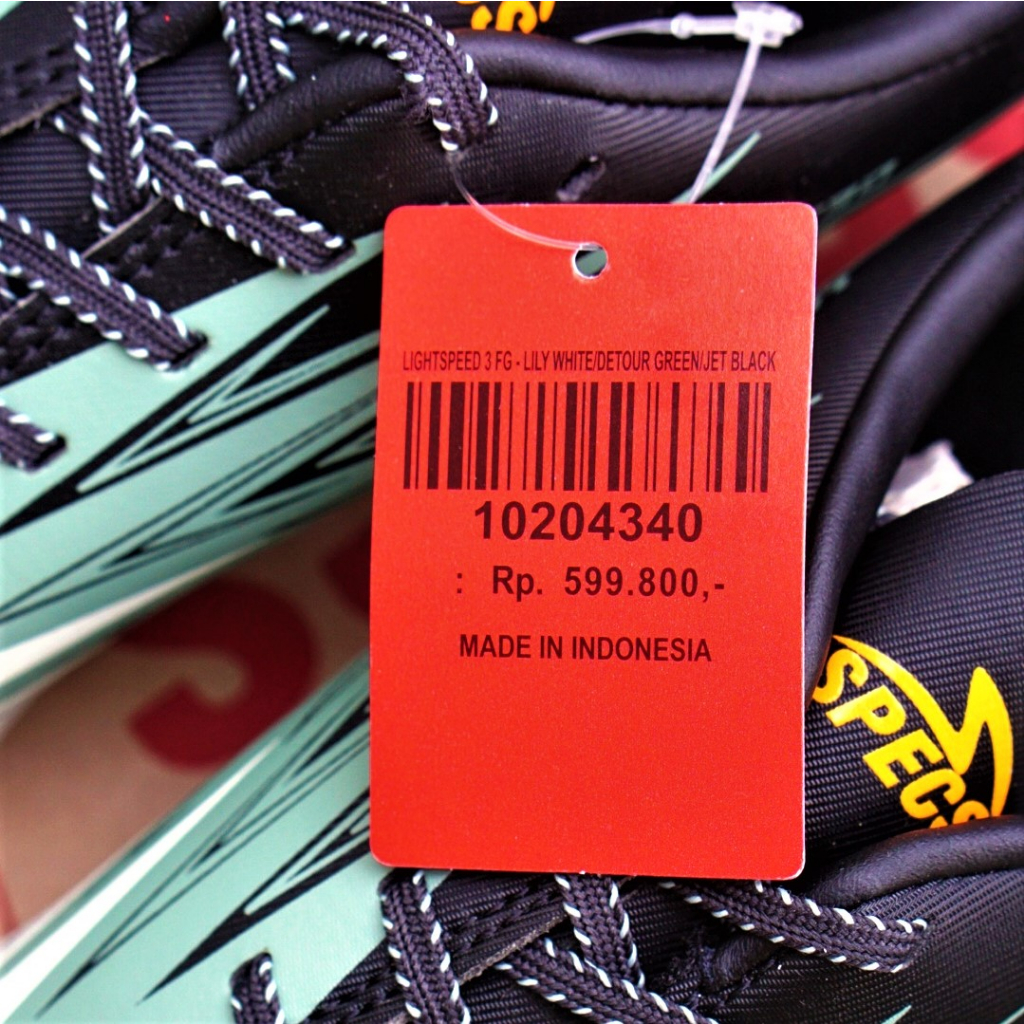 LIGHTSPEED 3 FG - LILY WHITE/DETOUR GREEN/JET BLACK
10204340
: Rp. 599.800,-
MADE IN INDONESIA
SPECS